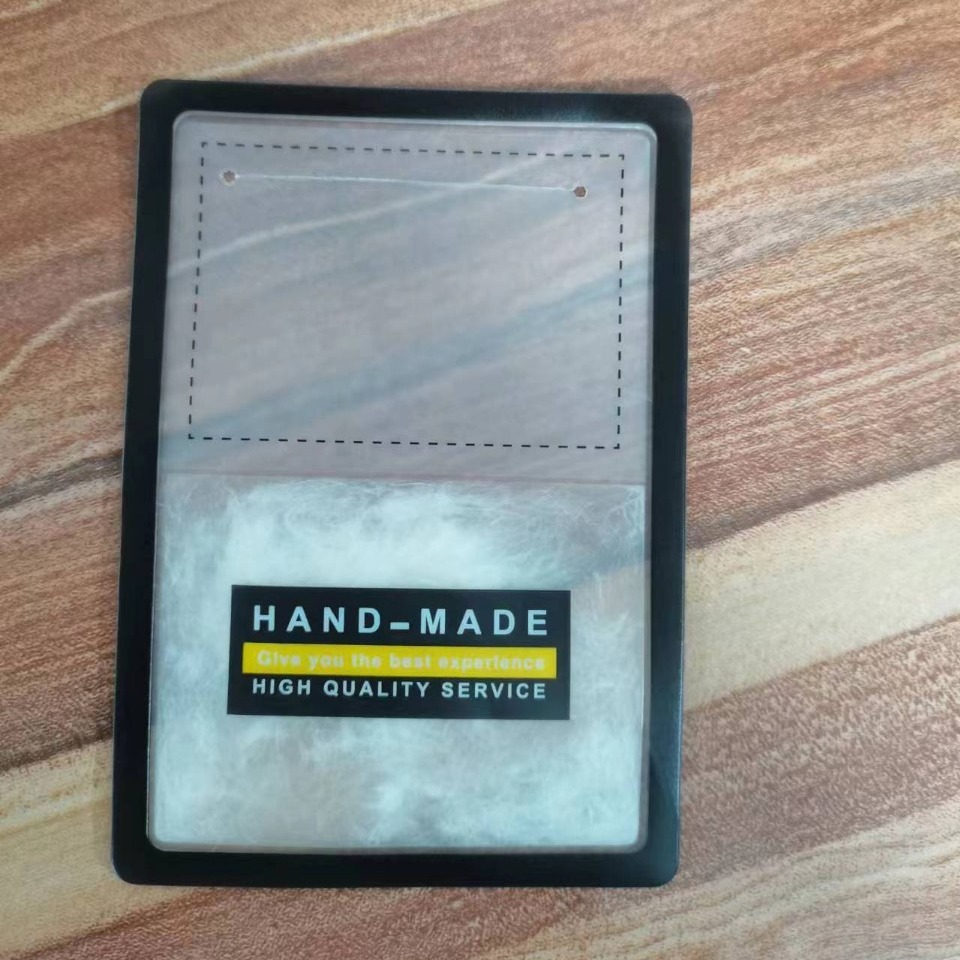 HAND-MADE
Give you the best experience
HIGH QUALITY SERVICE